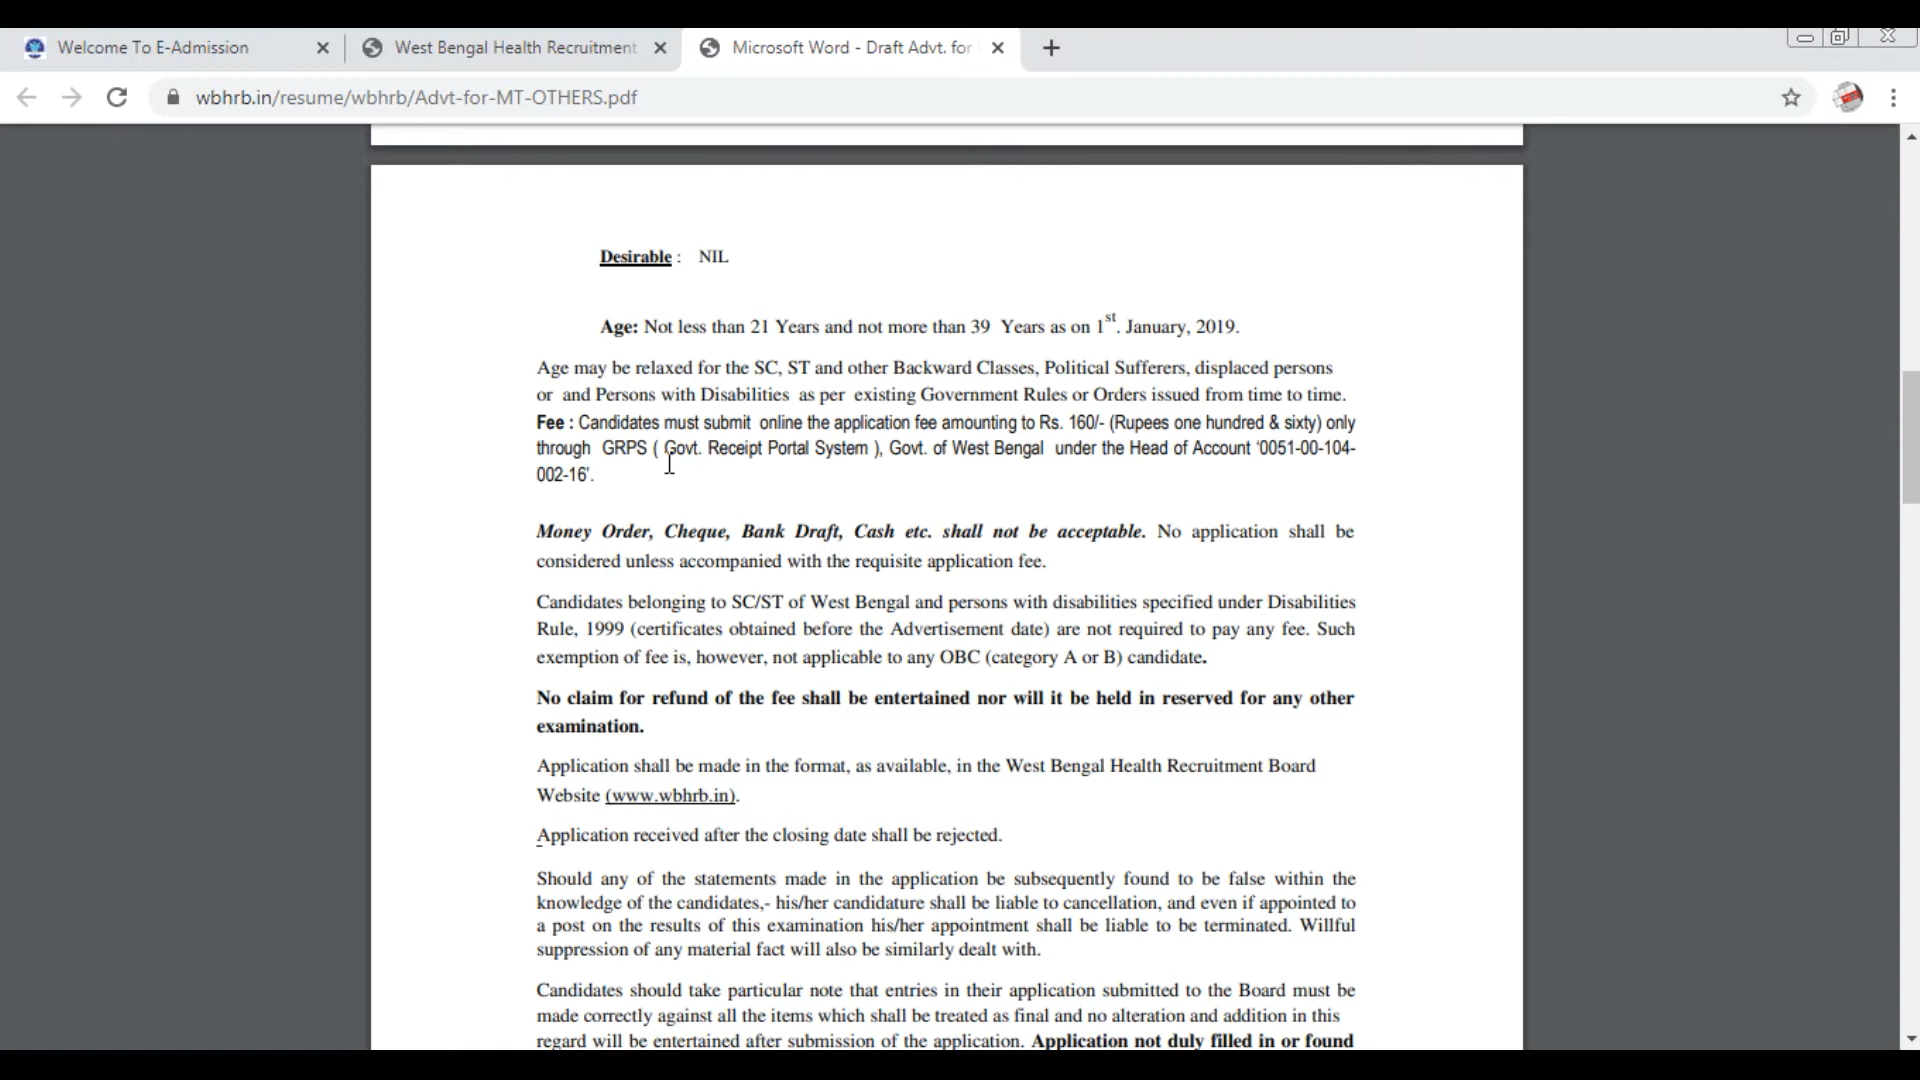 Welcome To E-Admission
West Bengal Health Recruitment
Microsoft Word - Draft Advt. for
wbhrb.in/resume/wbhrb/Advt-for-MT-OTHERS.pdf
Desirable : NIL
Age: Not less than 21 Years and not more than 39 Years as on 1st. January, 2019.
Age may be relaxed for the SC, ST and other Backward Classes, Political Sufferers, displaced persons
or and Persons with Disabilities as per existing Government Rules or Orders issued from time to time.
Fee : Candidates must submit online the application fee amounting to Rs. 160/- (Rupees one hundred & sixty) only
through GRPS ( Govt. Receipt Portal System ), Govt. of West Bengal under the Head of Account ‘0051-00-104-
002-16’.
Money Order, Cheque, Bank Draft, Cash etc. shall not be acceptable. No application shall be
considered unless accompanied with the requisite application fee.
Candidates belonging to SC/ST of West Bengal and persons with disabilities specified under Disabilities
Rule, 1999 (certificates obtained before the Advertisement date) are not required to pay any fee. Such
exemption of fee is, however, not applicable to any OBC (category A or B) candidate.
No claim for refund of the fee shall be entertained nor will it be held in reserved for any other
examination.
Application shall be made in the format, as available, in the West Bengal Health Recruitment Board
Website (www.wbhrb.in).
Application received after the closing date shall be rejected.
Should any of the statements made in the application be subsequently found to be false within the
knowledge of the candidates,- his/her candidature shall be liable to cancellation, and even if appointed to
a post on the results of this examination his/her appointment shall be liable to be terminated. Willful
suppression of any material fact will also be similarly dealt with.
Candidates should take particular note that entries in their application submitted to the Board must be
made correctly against all the items which shall be treated as final and no alteration and addition in this
regard will be entertained after submission of the application. Application not duly filled in or found